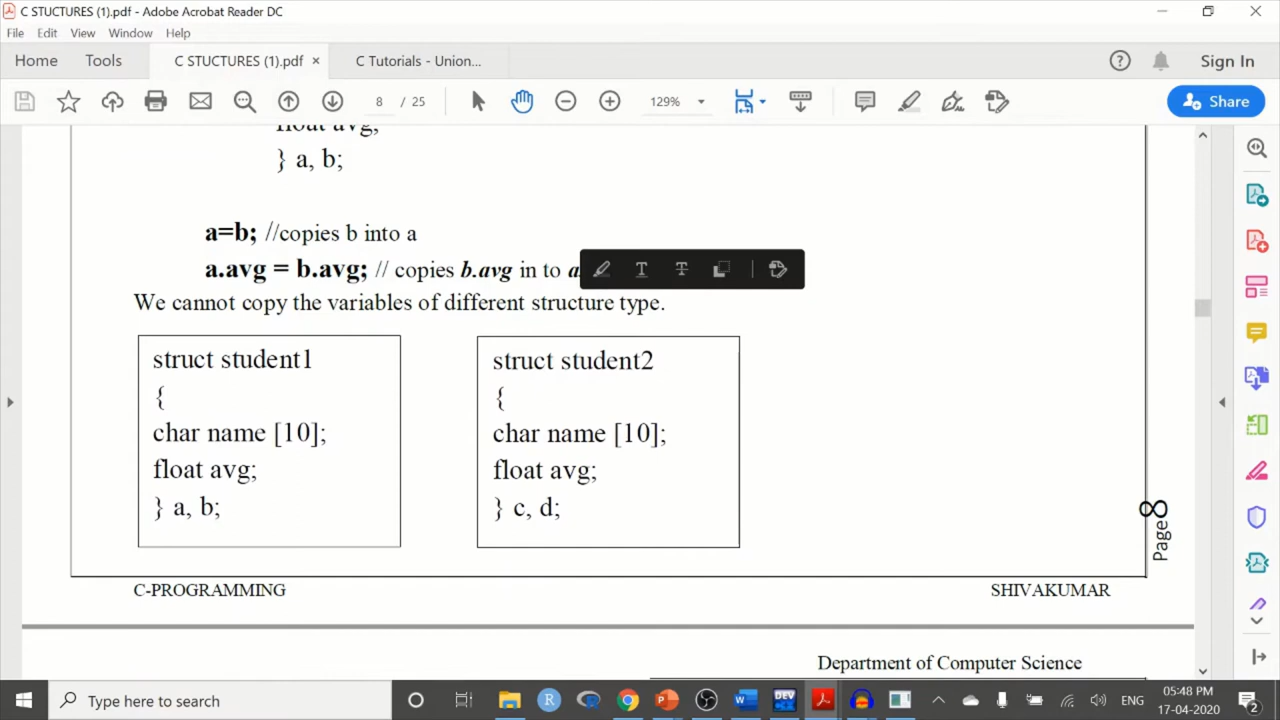 C STUCTURES (1).pdf - Adobe Acrobat Reader DC
File Edit View Window Help
Home Tools C STUCTURES (1).pdf × C Tutorials - Union... Sign In
8 / 25 129% Share
float avg;
} a, b;
a=b; //copies b into a
a.avg = b.avg; // copies b.avg in to a.
We cannot copy the variables of different structure type.
struct student1
{
char name [10];
float avg;
} a, b;
struct student2
{
char name [10];
float avg;
} c, d;
Page 8
C-PROGRAMMING SHIVAKUMAR
Department of Computer Science
Type here to search
ENG 05:48 PM
17-04-2020 2